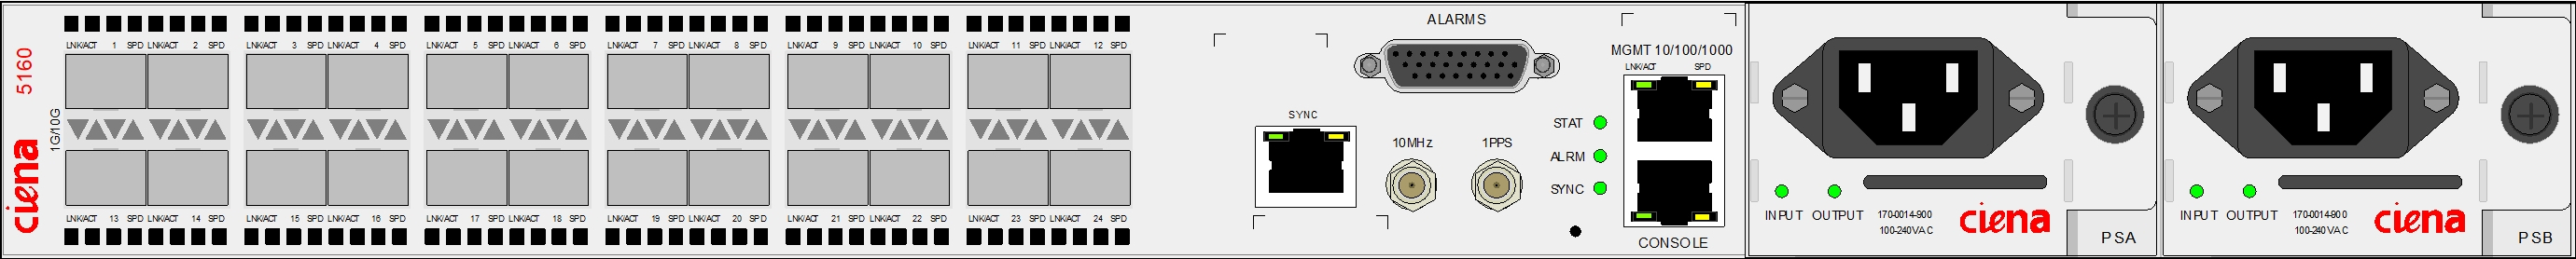 5160
ciena
1G/10G
LNK/ACT 1 SPD LNK/ACT 2 SPD
LNK/ACT 3 SPD LNK/ACT 4 SPD
LNK/ACT 5 SPD LNK/ACT 6 SPD
LNK/ACT 7 SPD LNK/ACT 8 SPD
LNK/ACT 9 SPD LNK/ACT 10 SPD
LNK/ACT 11 SPD LNK/ACT 12 SPD
LNK/ACT 13 SPD LNK/ACT 14 SPD
LNK/ACT 15 SPD LNK/ACT 16 SPD
LNK/ACT 17 SPD LNK/ACT 18 SPD
LNK/ACT 19 SPD LNK/ACT 20 SPD
LNK/ACT 21 SPD LNK/ACT 22 SPD
LNK/ACT 23 SPD LNK/ACT 24 SPD
SYNC
ALARMS
10MHz
1PPS
STAT
ALRM
SYNC
MGMT 10/100/1000
LNK/ACT SPD
CONSOLE
INPUT OUTPUT
170-0014-900
100-240VAC
ciena
PSA
INPUT OUTPUT
170-0014-900
100-240VAC
ciena
PSB